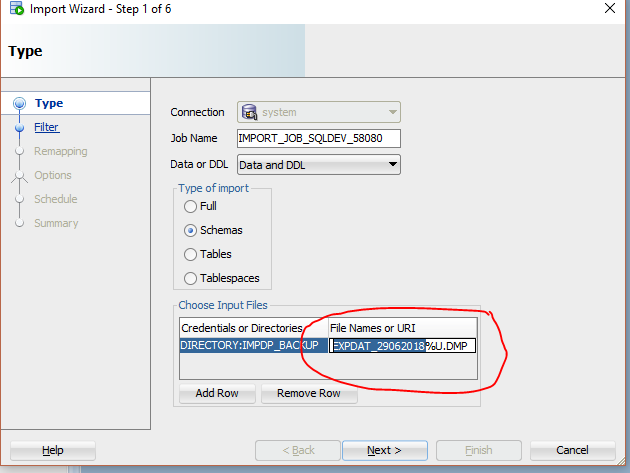 Import Wizard - Step 1 of 6
Type
Type
Filter
Remapping
Options
Schedule
Summary
Connection system
Job Name IMPORT_JOB_SQLDEV_58080
Data or DDL Data and DDL
Type of import
Full
Schemas
Tables
Tablespaces
Choose Input Files
Credentials or Directories File Names or URI
DIRECTORY:IMPDP_BACKUP EXPDAT_29062018%U.DMP
Add Row Remove Row
Help < Back Next > Finish Cancel